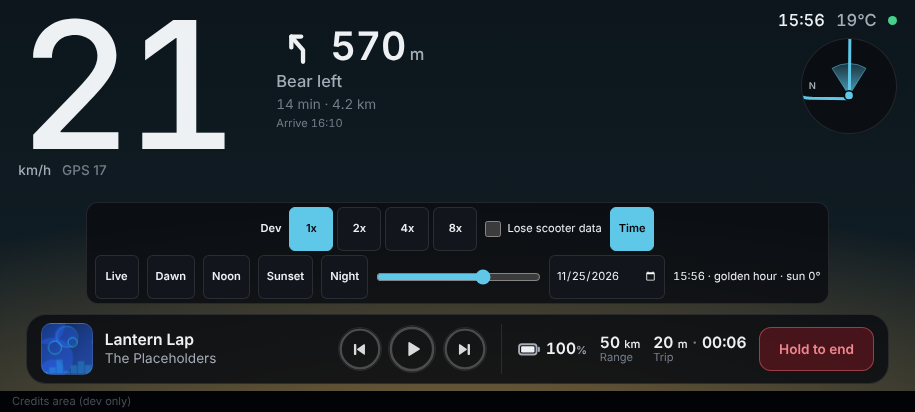 21
km/h GPS 17
570 m
Bear left
14 min · 4.2 km
Arrive 16:10
15:56 19°C
N
Dev 1x 2x 4x 8x Lose scooter data Time
Live Dawn Noon Sunset Night 11/25/2026 15:56 · golden hour · sun 0°
Lantern Lap
The Placeholders
100%
50 km
Range
20 m · 00:06
Trip
Hold to end
Credits area (dev only)